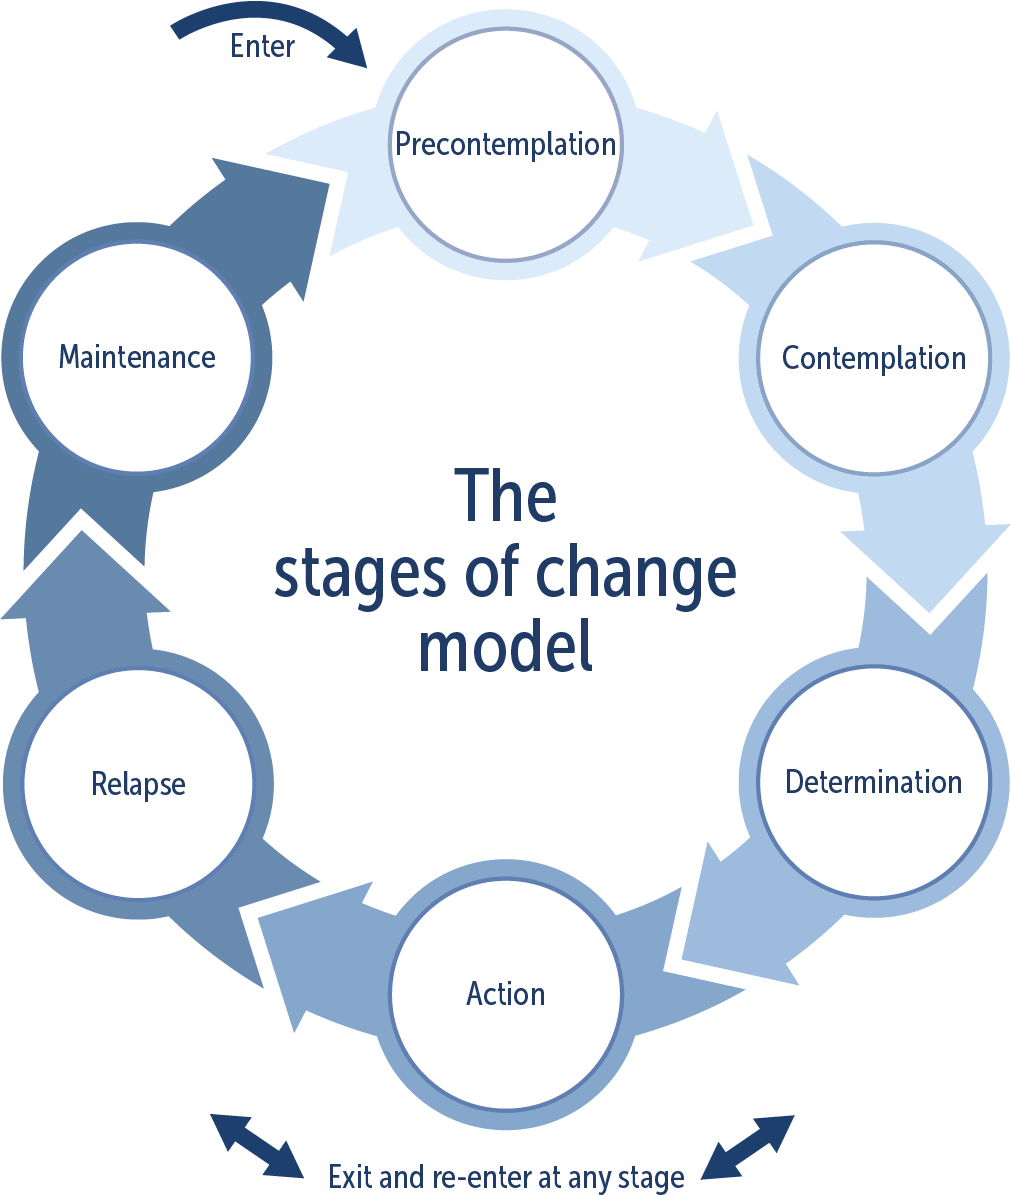 Enter
Precontemplation
Contemplation
Determination
Action
Relapse
Maintenance
The
stages of change
model
Exit and re-enter at any stage